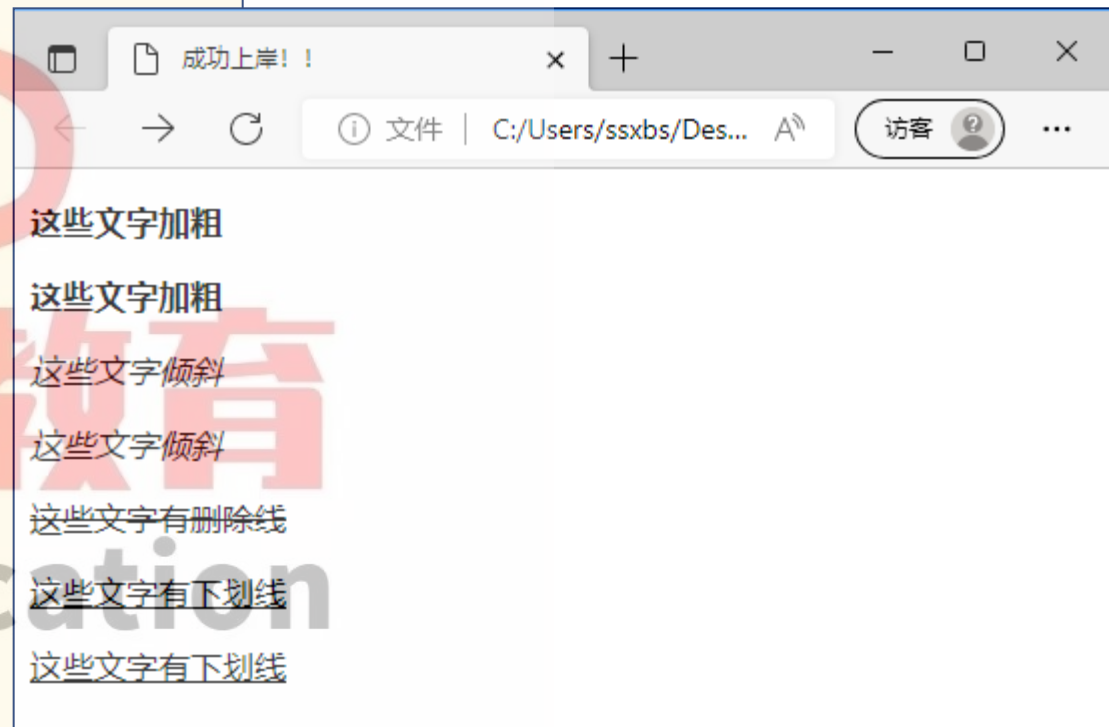 成功上岸！！
文件 C:/Users/ssxbs/Des... 访客
这些文字加粗
这些文字加粗
这些文字倾斜
这些文字倾斜
这些文字有删除线
这些文字有下划线
这些文字有下划线
教育
cation